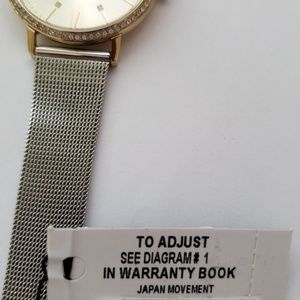 TO ADJUST
SEE DIAGRAM # 1
IN WARRANTY BOOK
JAPAN MOVEMENT